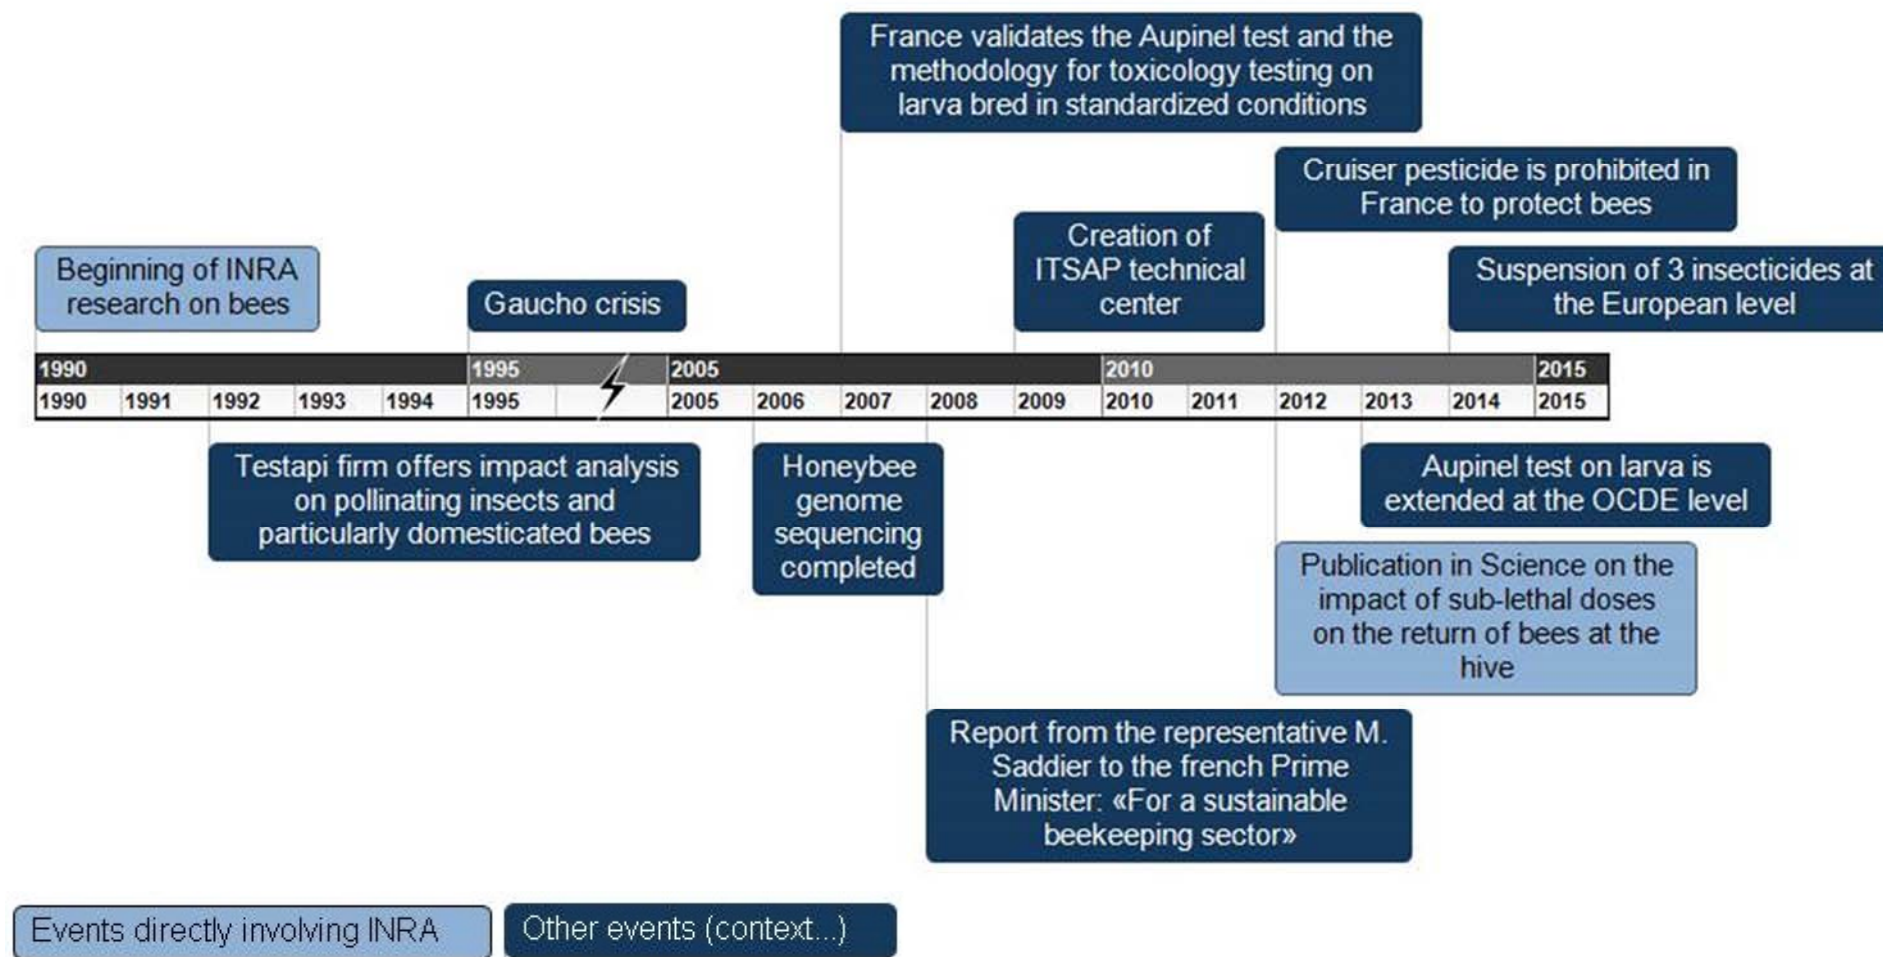 France validates the Aupinel test and the
methodology for toxicology testing on
larva bred in standardized conditions
Cruiser pesticide is prohibited in
France to protect bees
Creation of
ITSAP technical
center
Beginning of INRA
research on bees
Gaucho crisis
Suspension of 3 insecticides at
the European level
1990 1995 2005 2010 2015
1990 1991 1992 1993 1994 1995 2005 2006 2007 2008 2009 2010 2011 2012 2013 2014 2015
Testapi firm offers impact analysis
on pollinating insects and
particularly domesticated bees
Honeybee
genome
sequencing
completed
Aupinel test on larva is
extended at the OCDE level
Publication in Science on the
impact of sub-lethal doses
on the return of bees at the
hive
Report from the representative M.
Saddier to the french Prime
Minister: «For a sustainable
beekeeping sector»
Events directly involving INRA
Other events (context...)